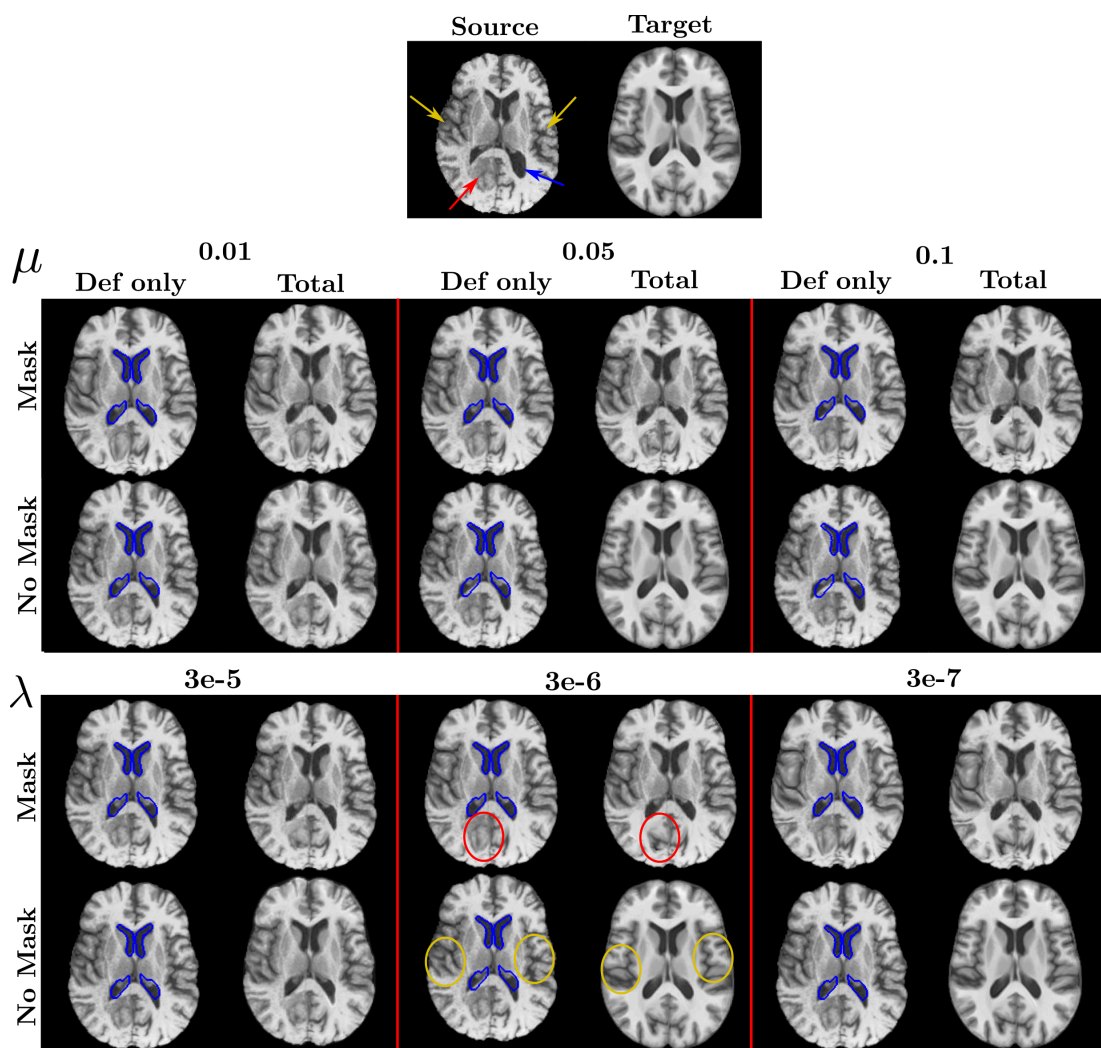 Source Target
μ 0.01 0.05 0.1
Def only Total Def only Total Def only Total
Mask
No Mask
λ 3e-5 3e-6 3e-7
Mask
No Mask